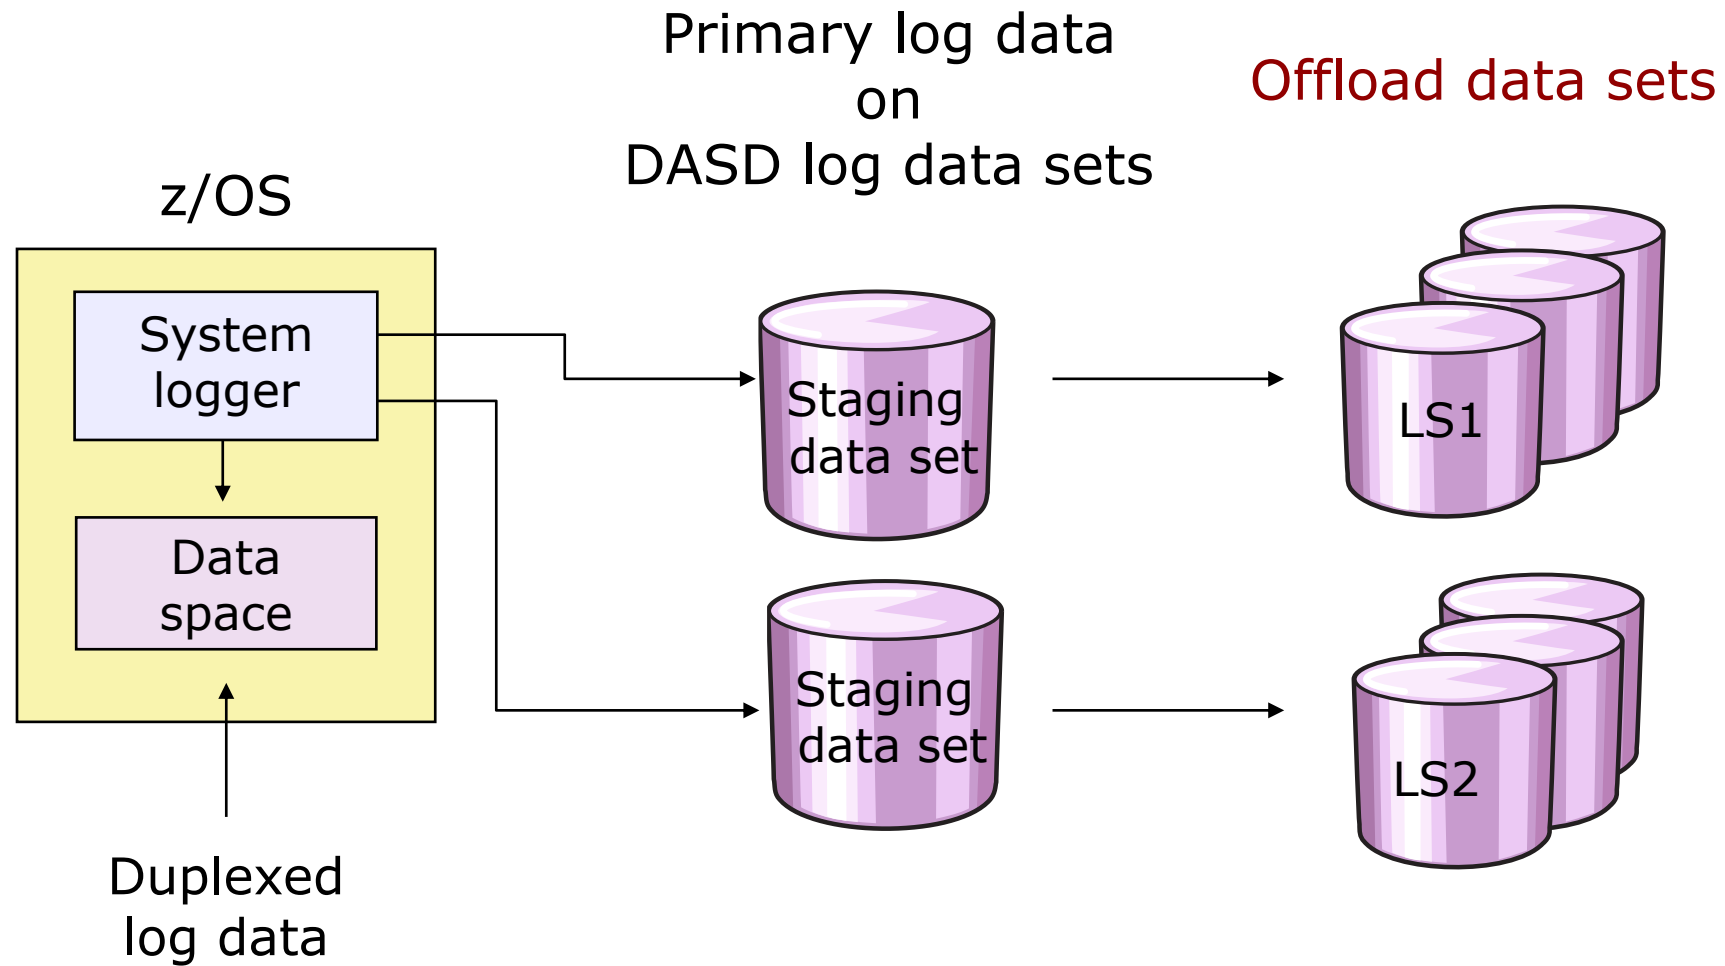 Primary log data
on
DASD log data sets
Offload data sets
z/OS
System
logger
Data
space
Duplexed
log data
Staging
data set
Staging
data set
LS1
LS2